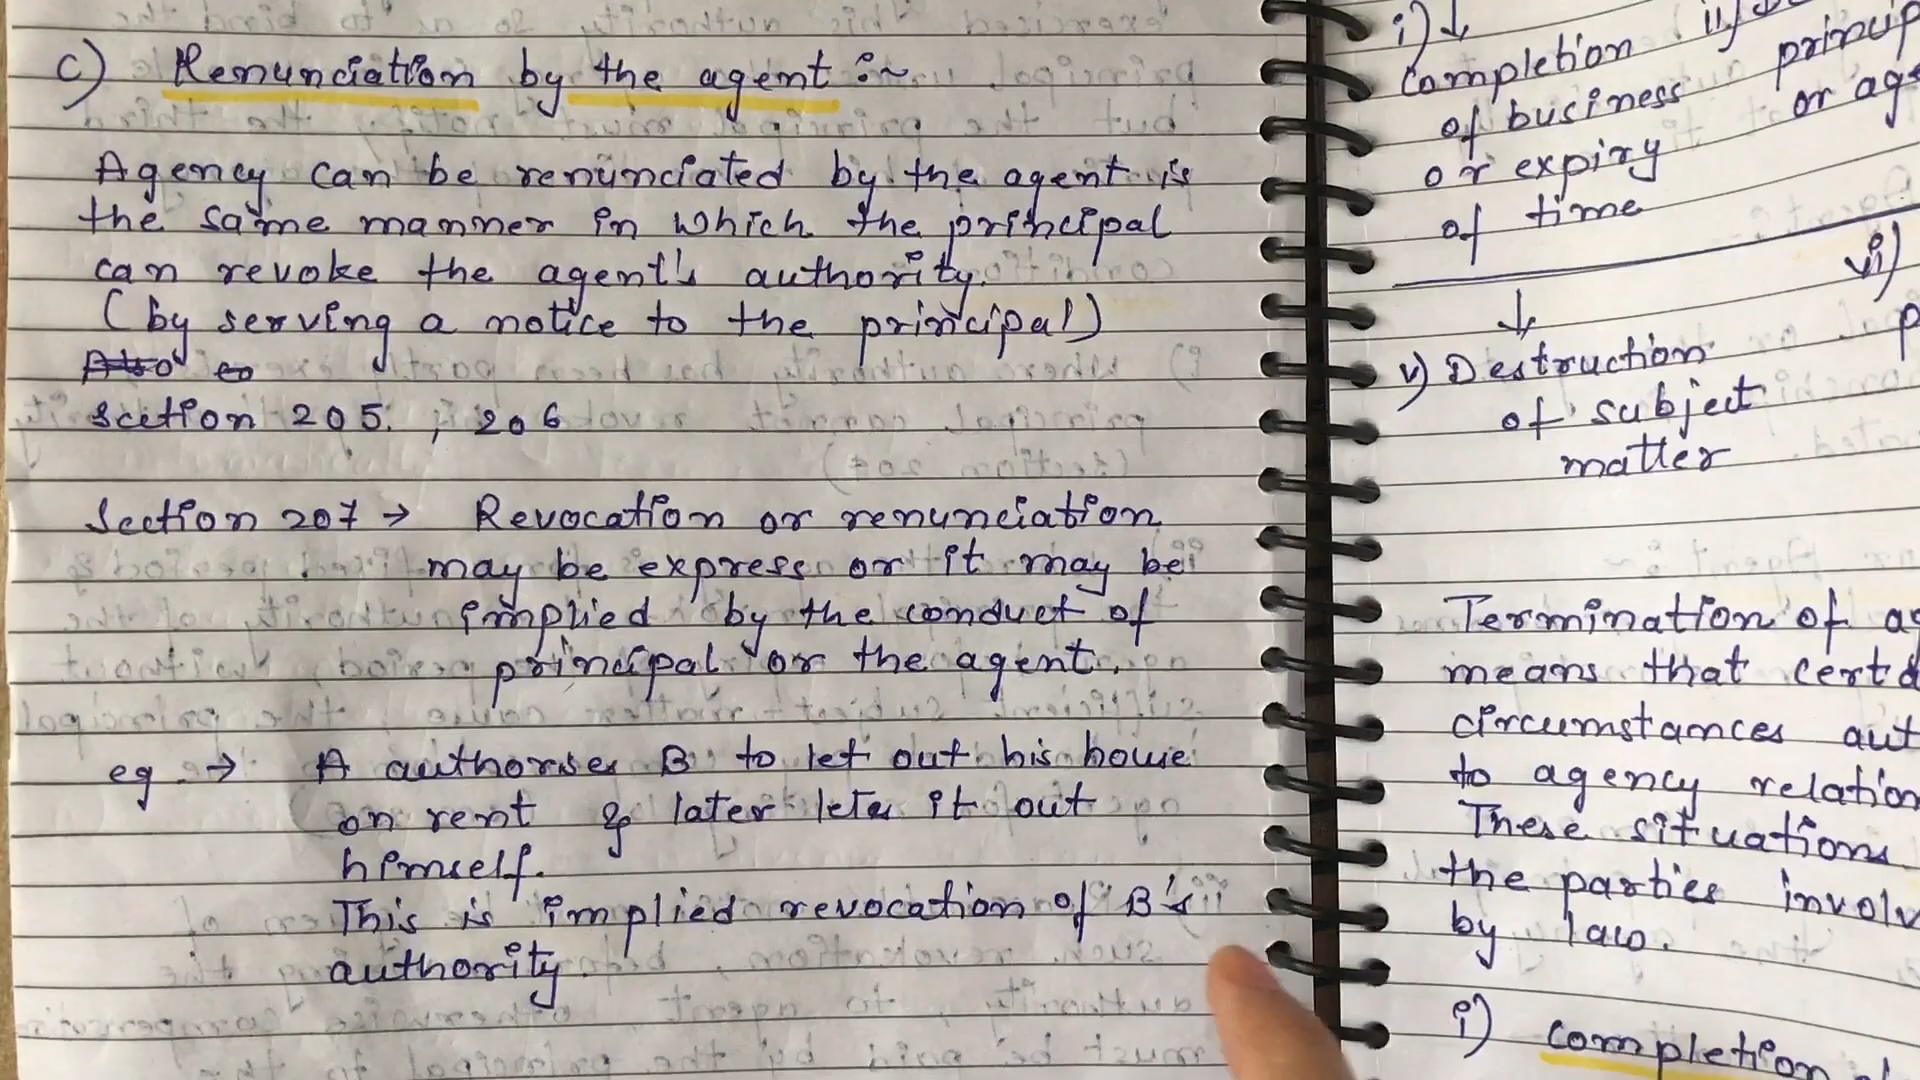 c) Renunciation by the agent :~
Agency can be renunciated by the agent is
the same manner in which the principal
can revoke the agent's authority.
(by serving a notice to the principal)
Section 205. , 206
Section 207 → Revocation or renunciation
may be express or it may be
implied by the conduct of
principal or the agent.
eg → A authorises B to let out his house
on rent & later lets it out
himself.
This is implied revocation of B's
authority
i) ↓
Completion
of business
or expiry
of time
ii)
or
vi)
↓
v) Destruction
of subject
matter
Termination of
means that
circumstances
to agency relation
These situations
the parties involv
by law.
i) Completion